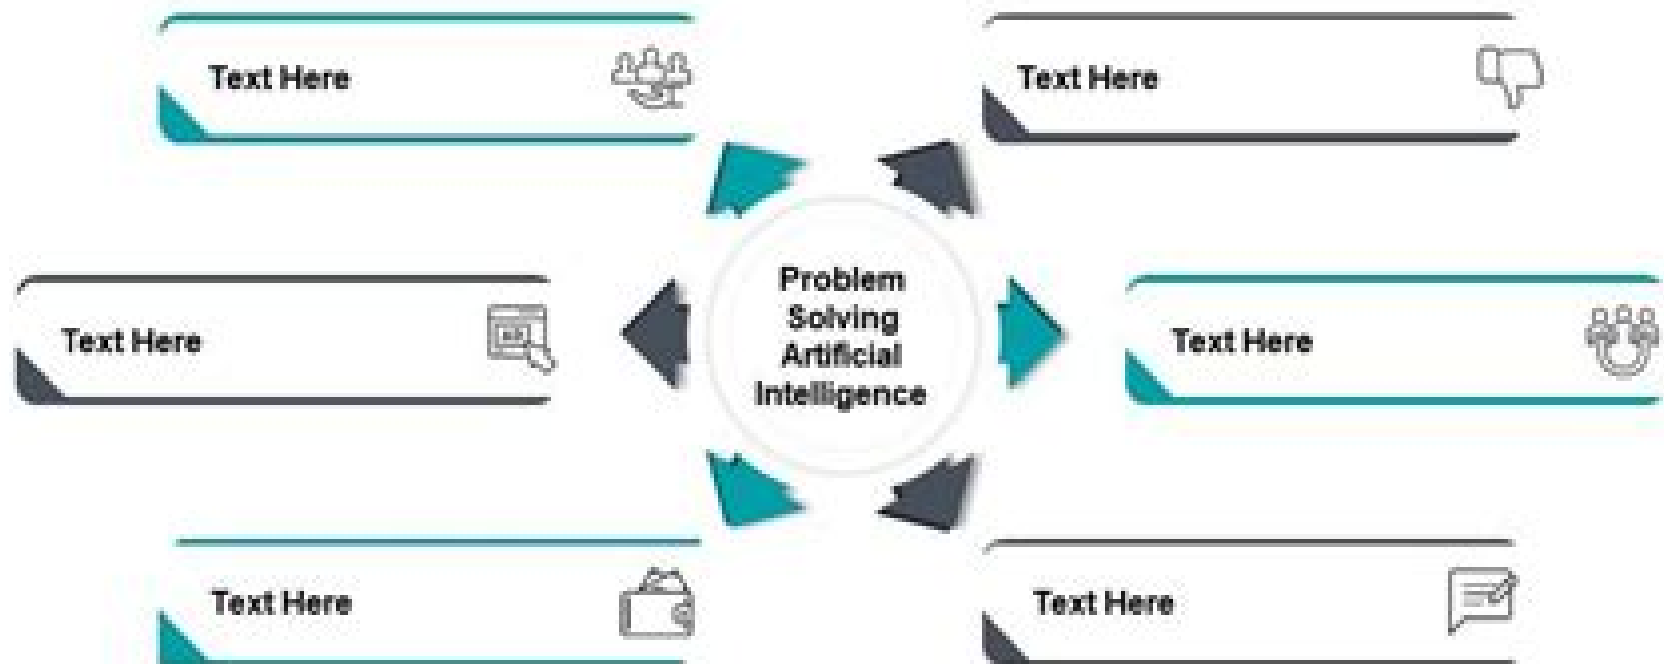 Text Here
Text Here
Text Here
Problem
Solving
Artificial
Intelligence
Text Here
Text Here
Text Here